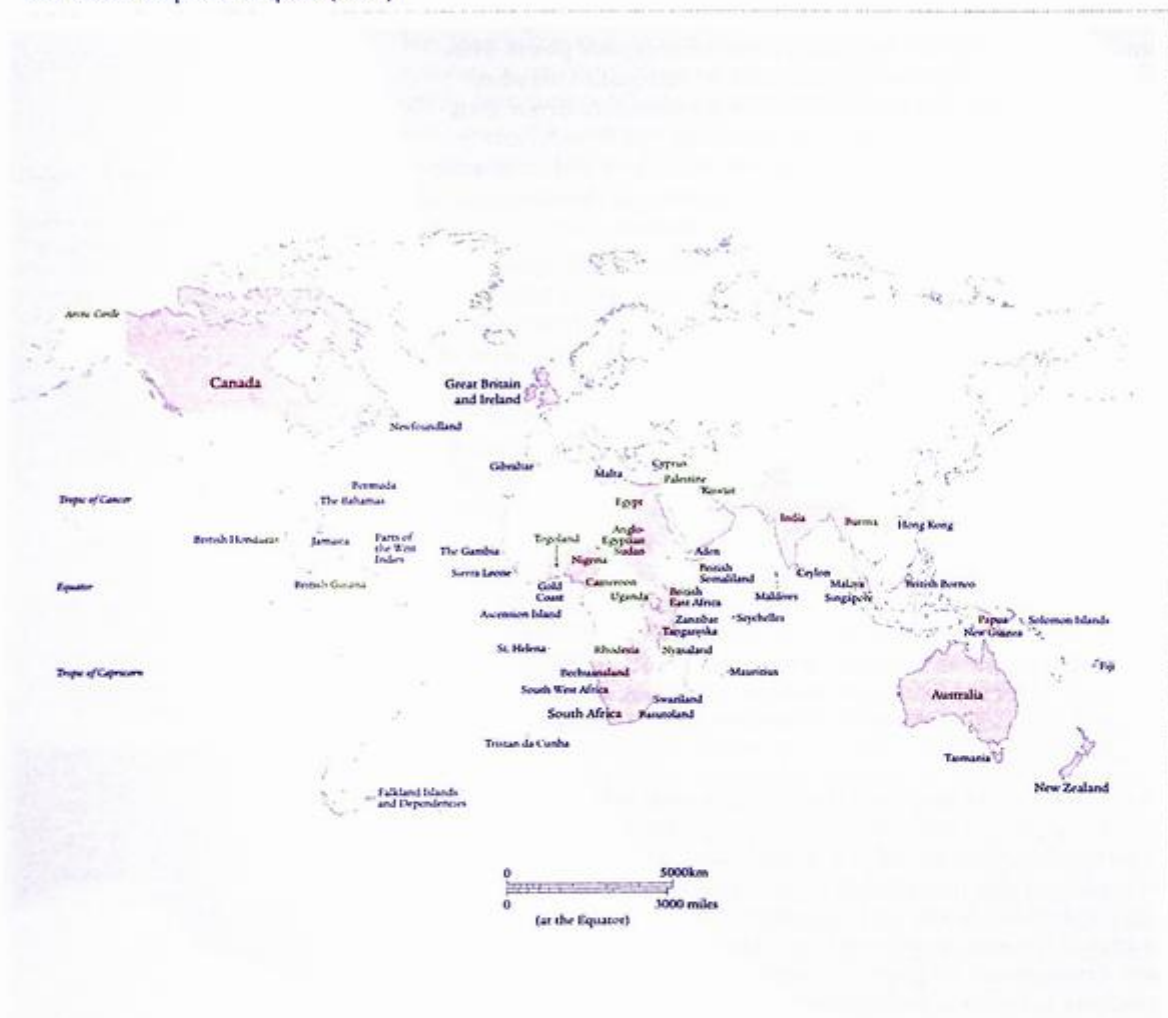 Arctic Circle
Canada
Great Britain
and Ireland
Newfoundland
Gibraltar
Malta
Cyprus
Palestine
Kuwait
Bermuda
Tropic of Cancer
The Bahamas
Egypt
India
Burma
Hong Kong
British Honduras
Jamaica
Parts of
the West
Indies
The Gambia
Togoland
Anglo-
Egyptian
Sudan
Aden
Nigeria
Sierra Leone
British
Somaliland
Ceylon
Equator
British Guiana
Gold
Coast
Cameroon
Uganda
British
East Africa
Maldives
Malaya
Singapore
British Borneo
Ascension Island
Zanzibar
Tanganyika
Seychelles
Papua
New Guinea
Solomon Islands
St. Helena
Rhodesia
Nyasaland
Tropic of Capricorn
Bechuanaland
Mauritius
Fiji
South West Africa
Swaziland
Australia
South Africa
Basutoland
Tristan da Cunha
Tasmania
New Zealand
Falkland Islands
and Dependencies
0 5000km
0 3000 miles
(at the Equator)